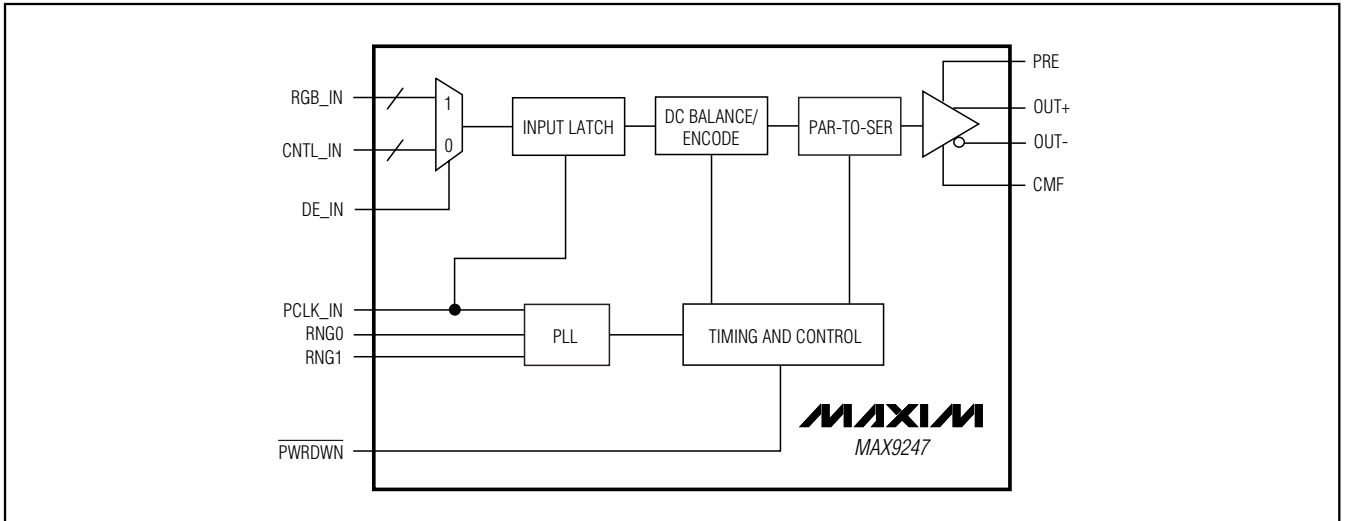 RGB_IN
CNTL_IN
DE_IN
PCLK_IN
RNG0
RNG1
PWRDWN
1
0
INPUT LATCH
DC BALANCE/
ENCODE
PAR-TO-SER
PLL
TIMING AND CONTROL
PRE
OUT+
OUT-
CMF
MAXIM
MAX9247